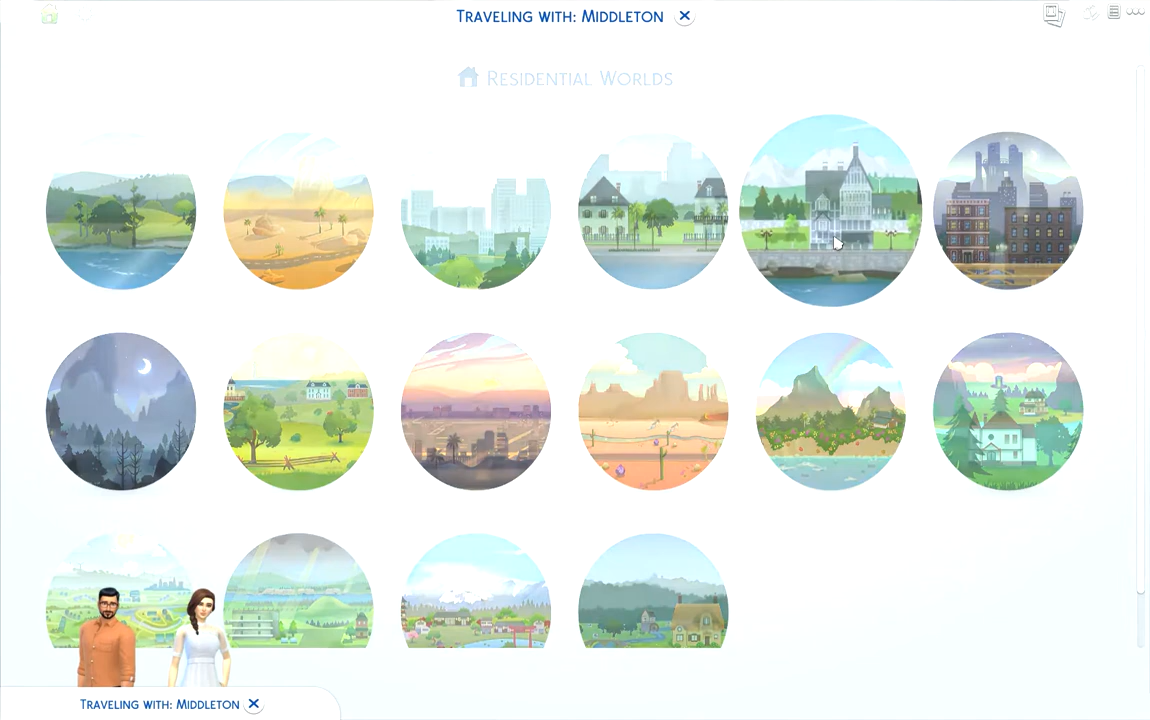 TRAVELING WITH: MIDDLETON
RESIDENTIAL WORLDS
TRAVELING WITH: MIDDLETON